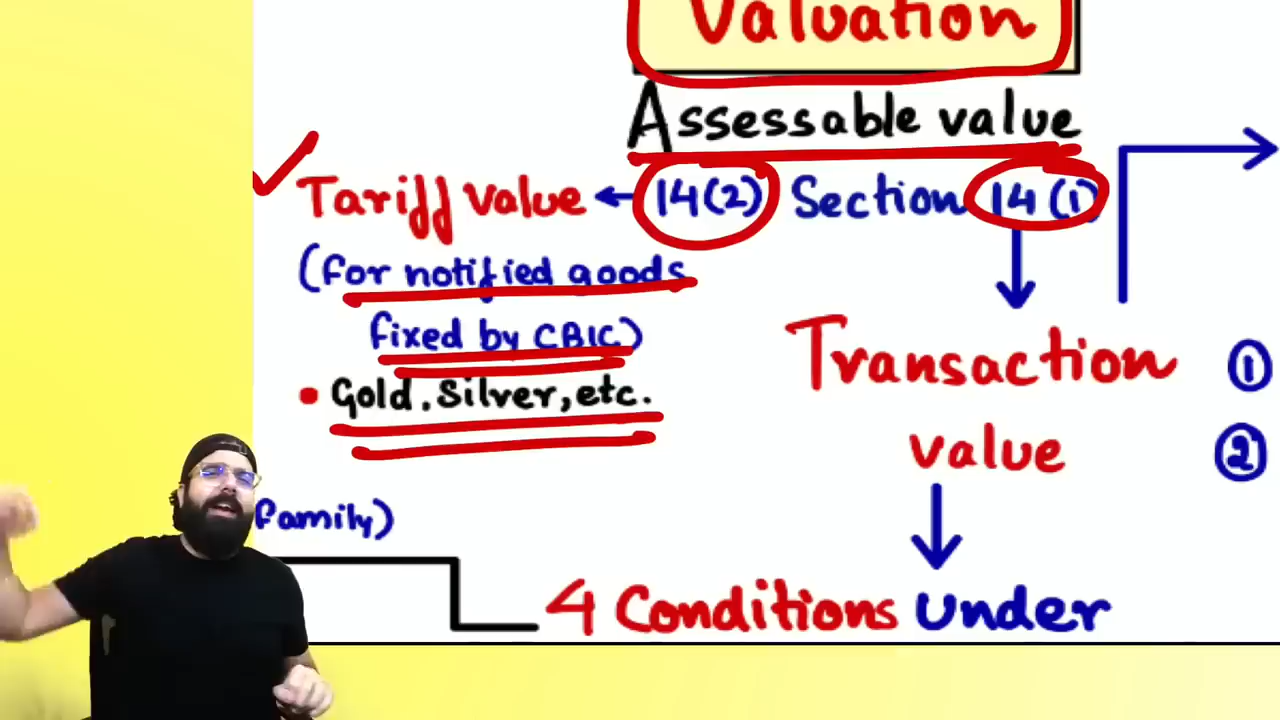 Valuation
Assessable value
Tariff value ← 14(2) Section 14(1)
(for notified goods
fixed by CBIC)
• Gold. Silver, etc.
Transaction
value
①
②
family)
4 Conditions Under